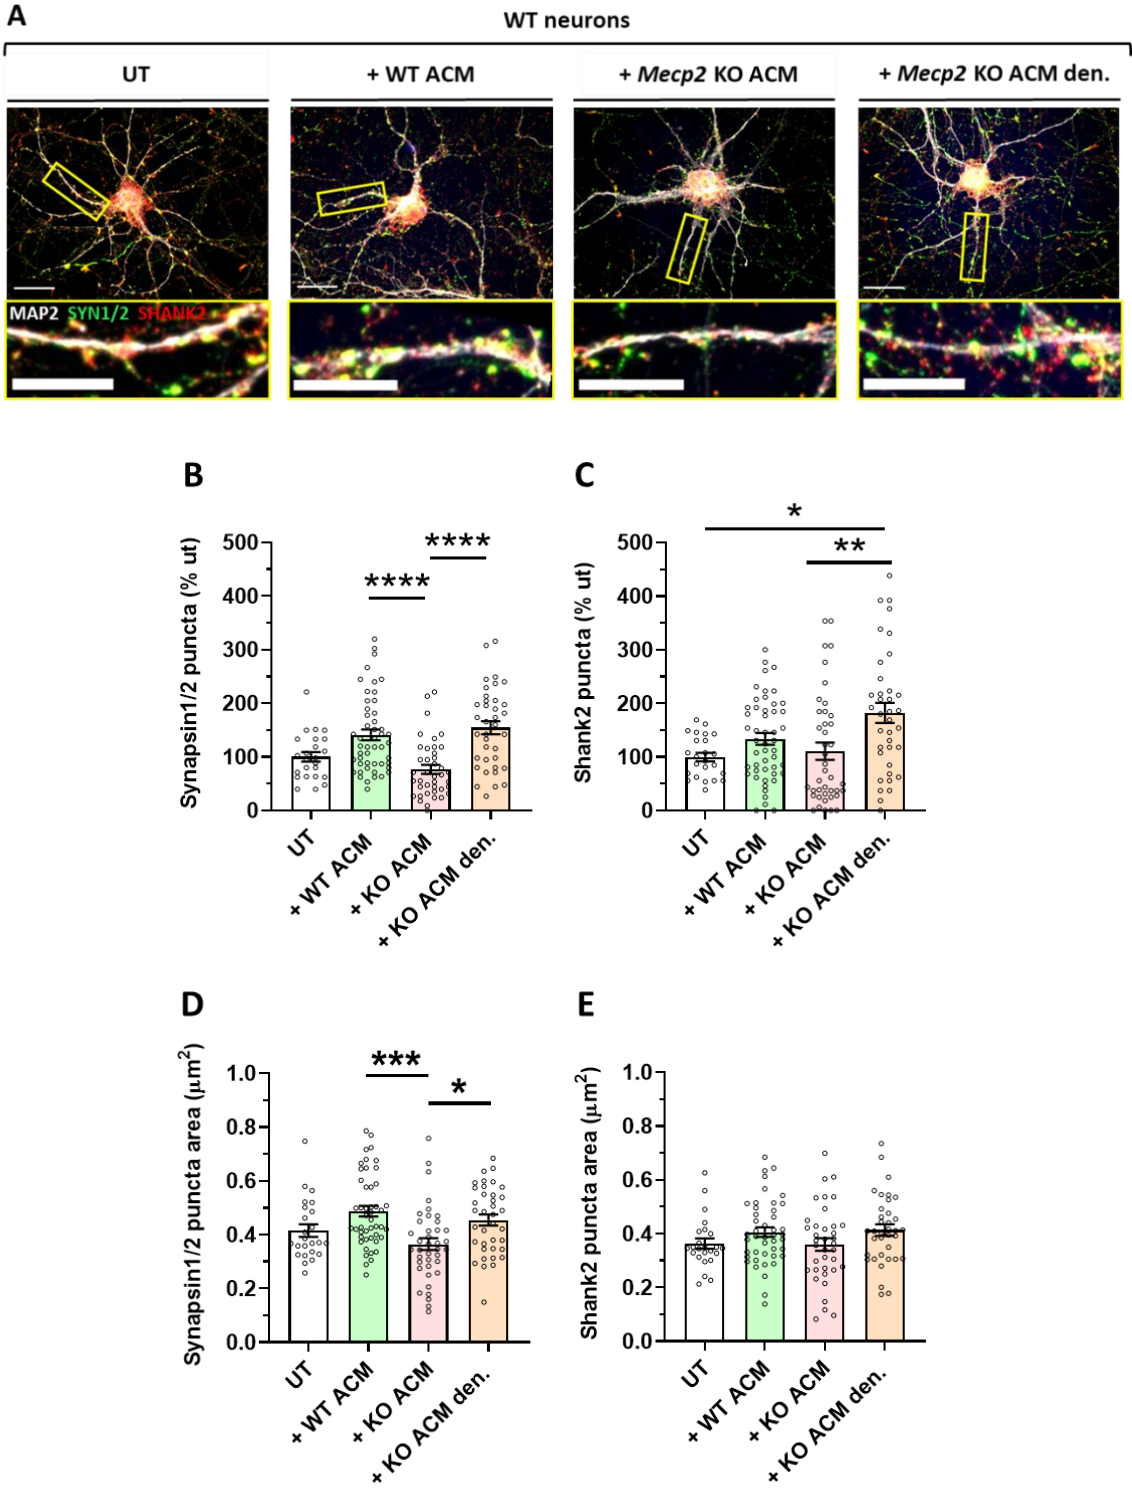 A
WT neurons
UT
+ WT ACM
+ Mecp2 KO ACM
+ Mecp2 KO ACM den.
MAP2 SYN1/2 SHANK2
B
Synapsin1/2 puncta (% ut)
500
400
300
200
100
0
****
****
UT
+ WT ACM
+ KO ACM
+ KO ACM den.
C
Shank2 puncta (% ut)
500
400
300
200
100
0
*
**
UT
+ WT ACM
+ KO ACM
+ KO ACM den.
D
Synapsin1/2 puncta area (μm²)
1.0
0.8
0.6
0.4
0.2
0.0
***
*
UT
+ WT ACM
+ KO ACM
+ KO ACM den.
E
Shank2 puncta area (μm²)
1.0
0.8
0.6
0.4
0.2
0.0
UT
+ WT ACM
+ KO ACM
+ KO ACM den.